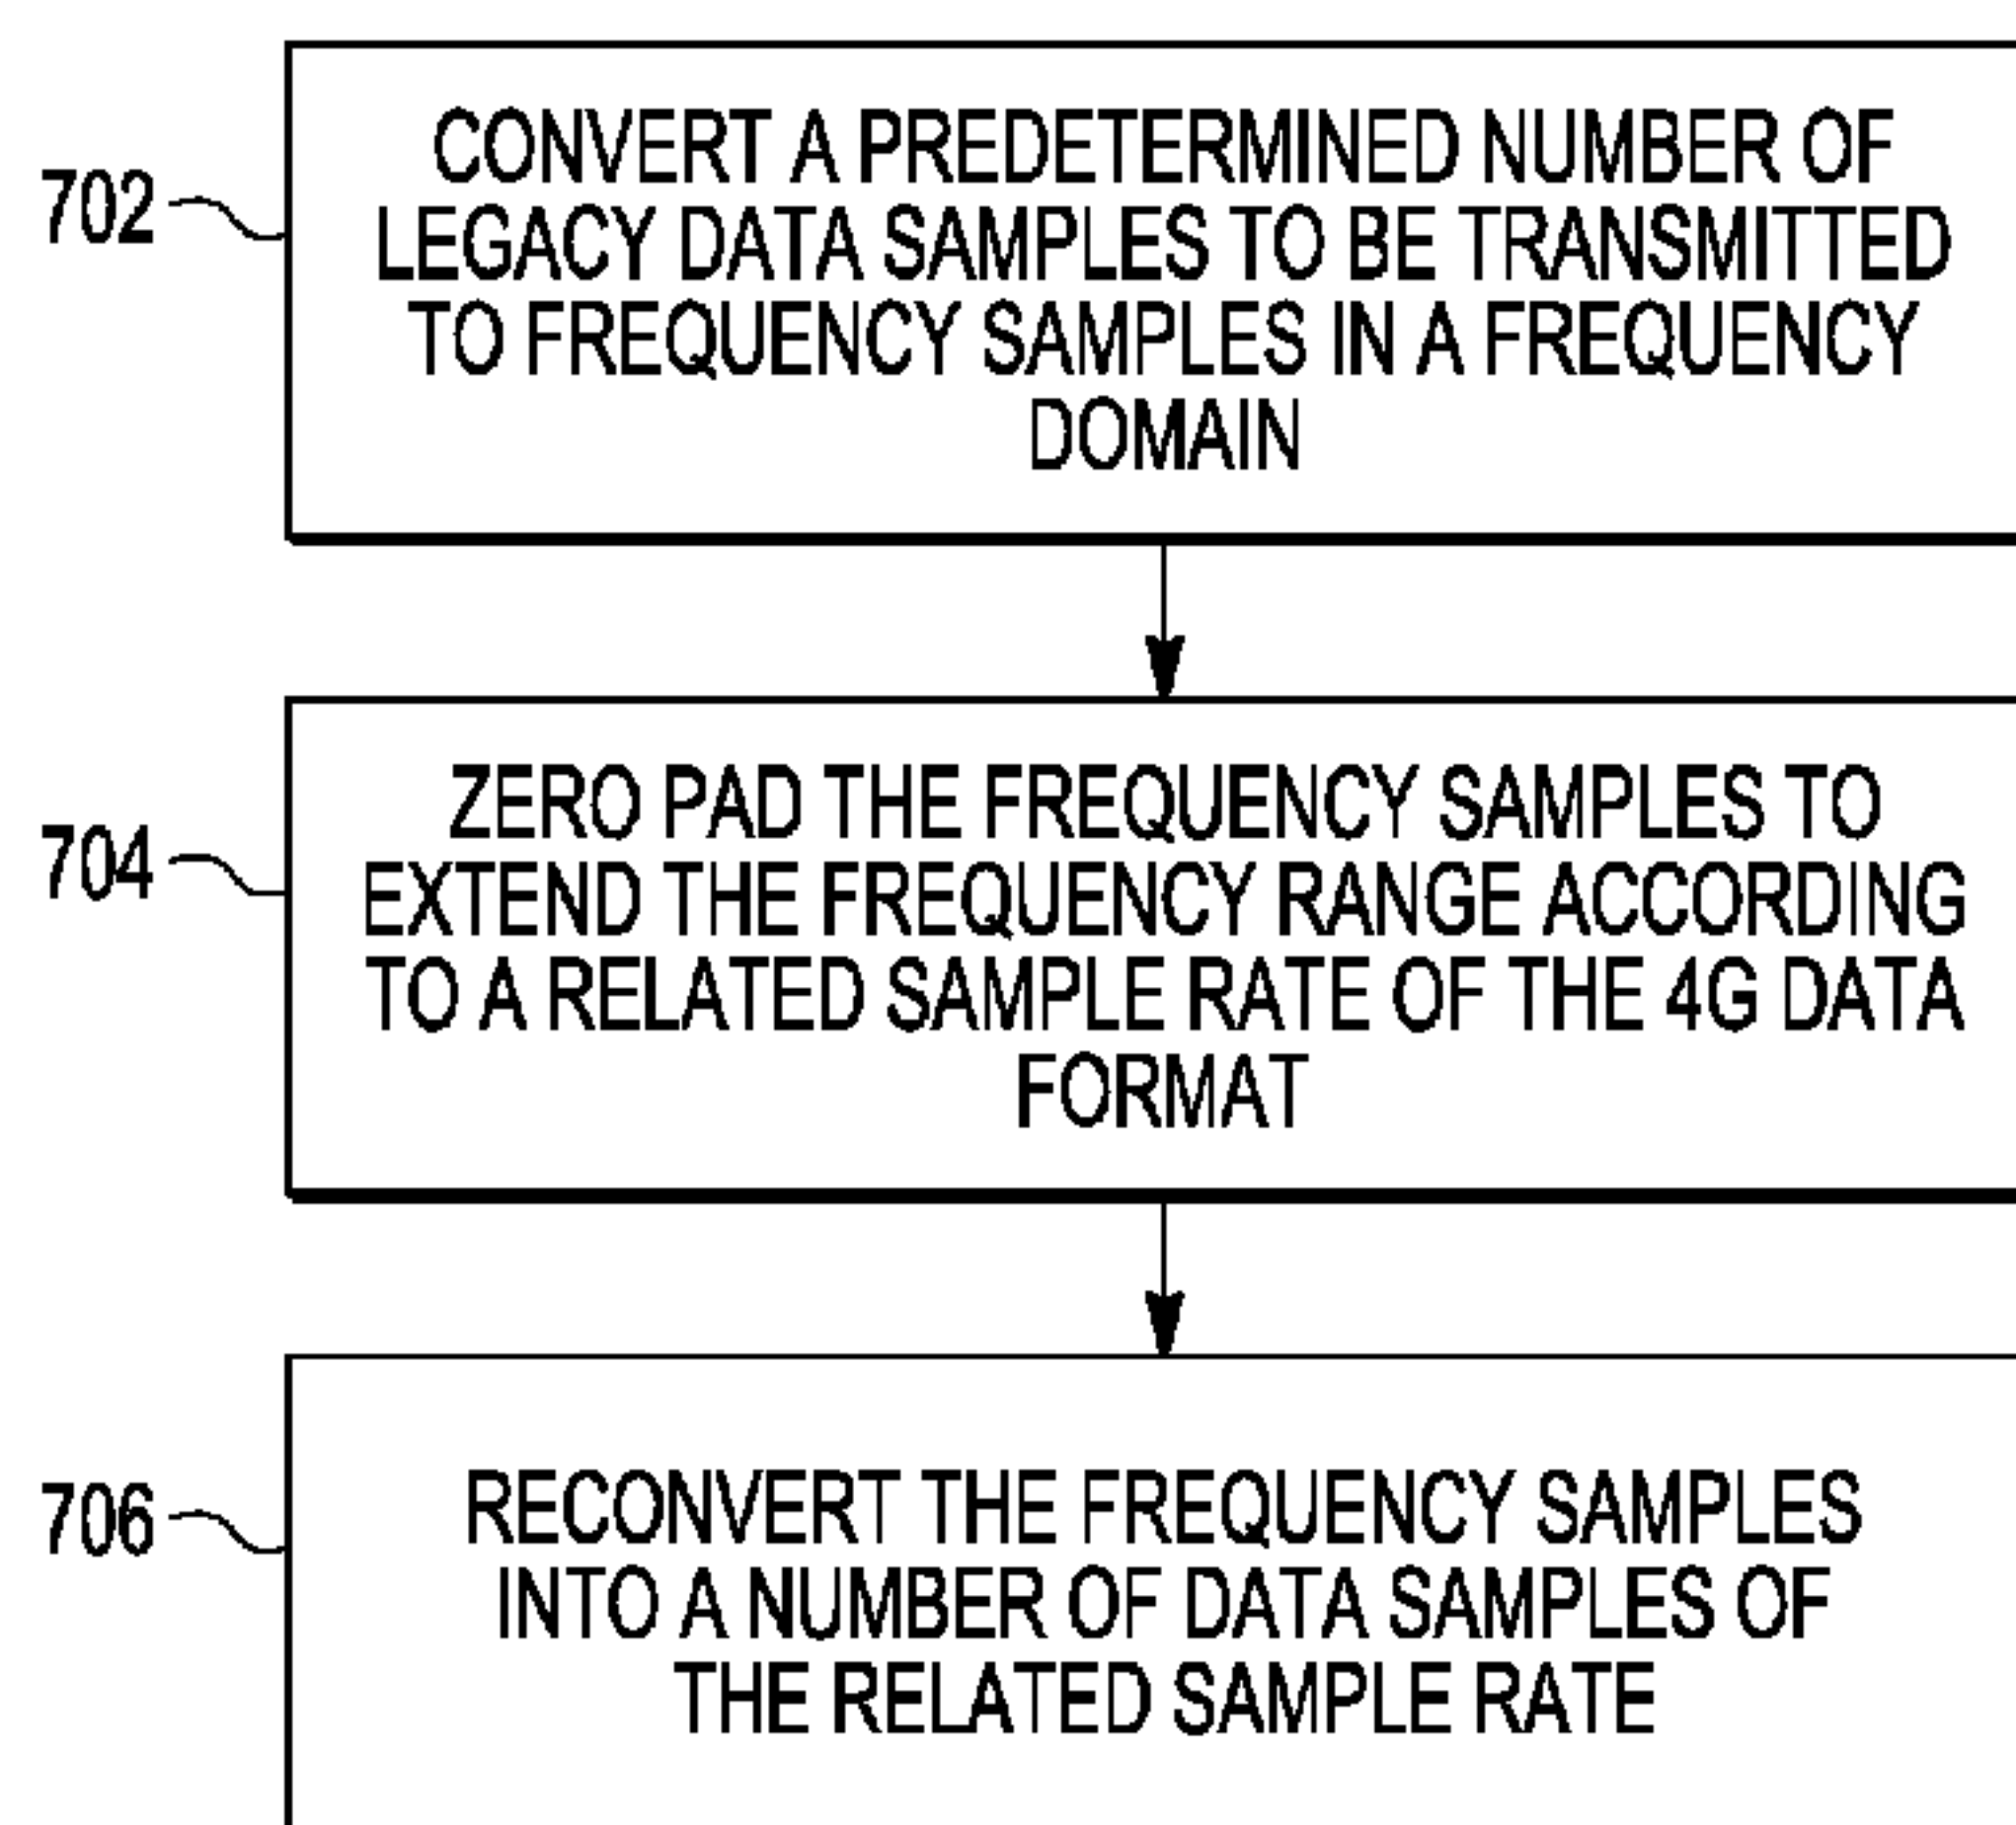 702
CONVERT A PREDETERMINED NUMBER OF
LEGACY DATA SAMPLES TO BE TRANSMITTED
TO FREQUENCY SAMPLES IN A FREQUENCY
DOMAIN
704
ZERO PAD THE FREQUENCY SAMPLES TO
EXTEND THE FREQUENCY RANGE ACCORDING
TO A RELATED SAMPLE RATE OF THE 4G DATA
FORMAT
706
RECONVERT THE FREQUENCY SAMPLES
INTO A NUMBER OF DATA SAMPLES OF
THE RELATED SAMPLE RATE